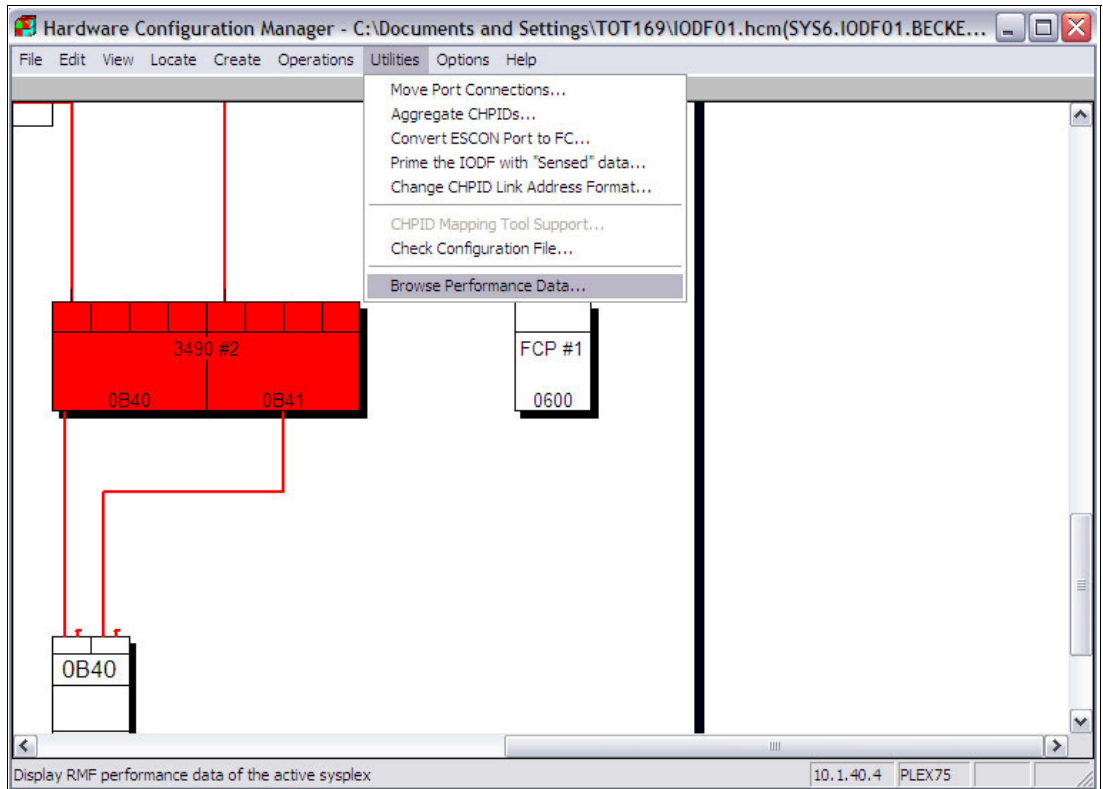 Hardware Configuration Manager - C:\Documents and Settings\TOT169\IODF01.hcm(SYS6.IODF01.BECKE...
File Edit View Locate Create Operations Utilities Options Help
Move Port Connections...
Aggregate CHPIDs...
Convert ESCON Port to FC...
Prime the IODF with "Sensed" data...
Change CHPID Link Address Format...
CHPID Mapping Tool Support...
Check Configuration File...
Browse Performance Data...
3490 #2
0B40 0B41
FCP #1
0600
0B40
Display RMF performance data of the active sysplex 10.1.40.4 PLEX75